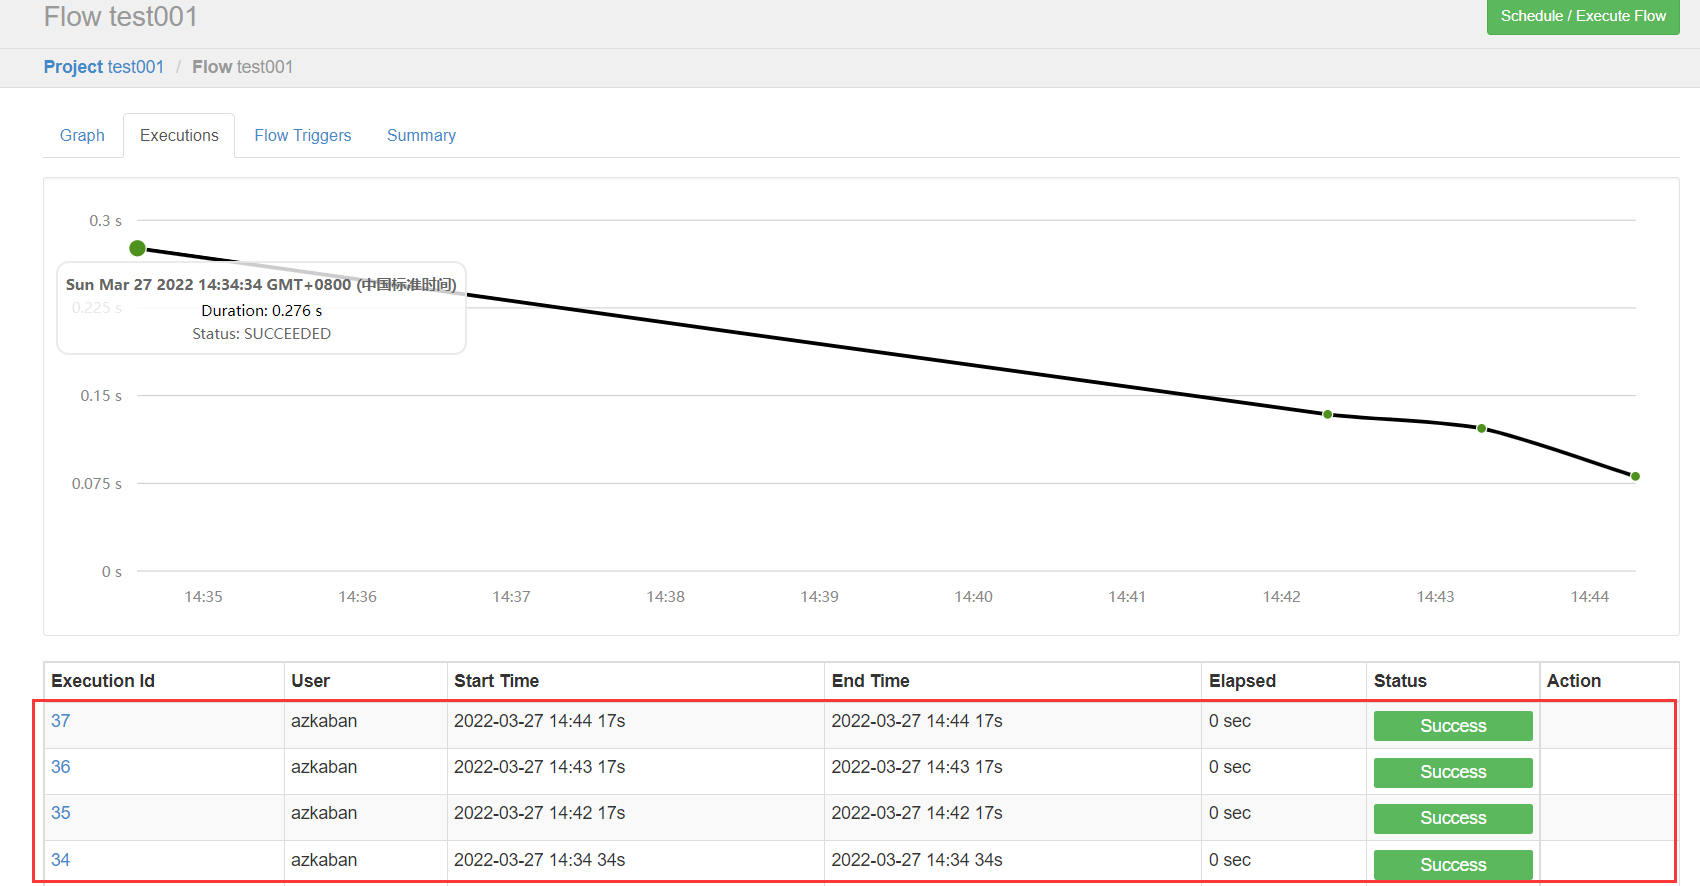 Flow test001
Schedule / Execute Flow
Project test001 / Flow test001
Graph Executions Flow Triggers Summary
0.3 s
Sun Mar 27 2022 14:34:34 GMT+0800 (中国标准时间)
0.225 s
Duration: 0.276 s
Status: SUCCEEDED
0.15 s
0.075 s
0 s
14:35 14:36 14:37 14:38 14:39 14:40 14:41 14:42 14:43 14:44
Execution Id User Start Time End Time Elapsed Status Action
37 azkaban 2022-03-27 14:44 17s 2022-03-27 14:44 17s 0 sec Success
36 azkaban 2022-03-27 14:43 17s 2022-03-27 14:43 17s 0 sec Success
35 azkaban 2022-03-27 14:42 17s 2022-03-27 14:42 17s 0 sec Success
34 azkaban 2022-03-27 14:34 34s 2022-03-27 14:34 34s 0 sec Success